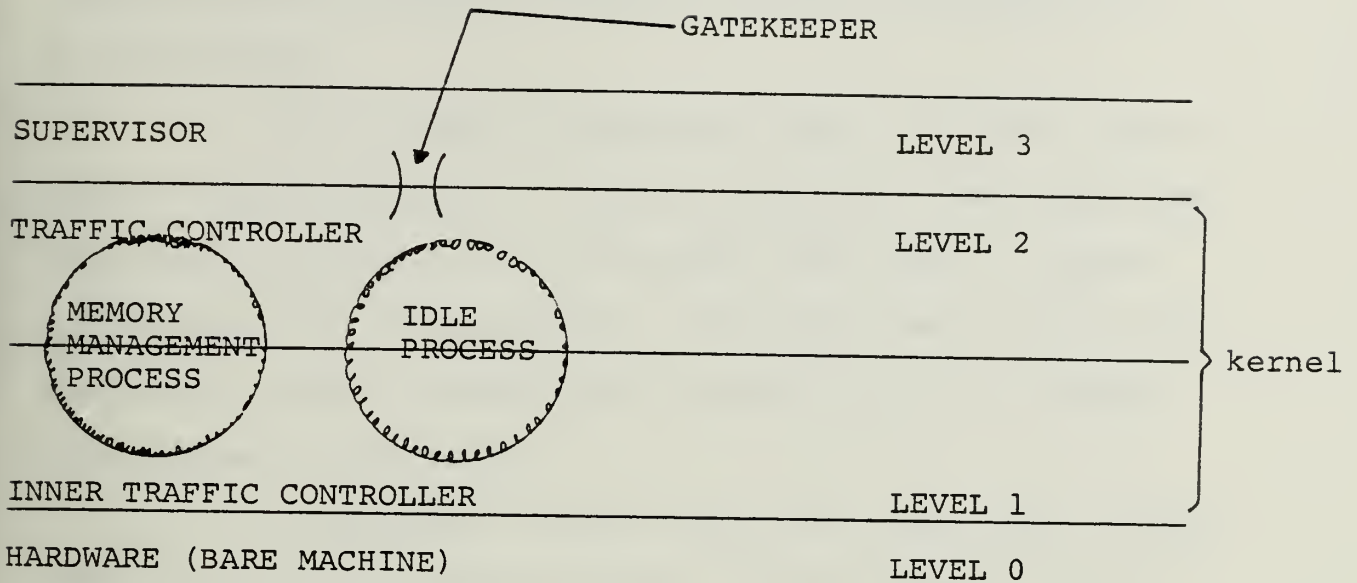 GATEKEEPER
SUPERVISOR
LEVEL 3
TRAFFIC CONTROLLER
LEVEL 2
MEMORY
MANAGEMENT
PROCESS
IDLE
PROCESS
kernel
INNER TRAFFIC CONTROLLER
LEVEL 1
HARDWARE (BARE MACHINE)
LEVEL 0